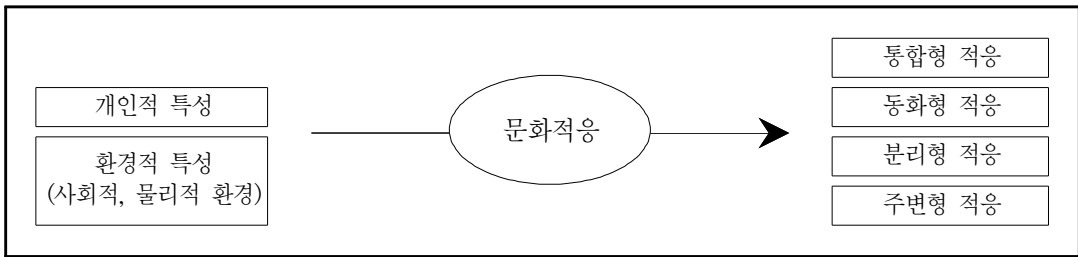 개인적 특성
환경적 특성
(사회적, 물리적 환경)
문화적응
통합형 적응
동화형 적응
분리형 적응
주변형 적응